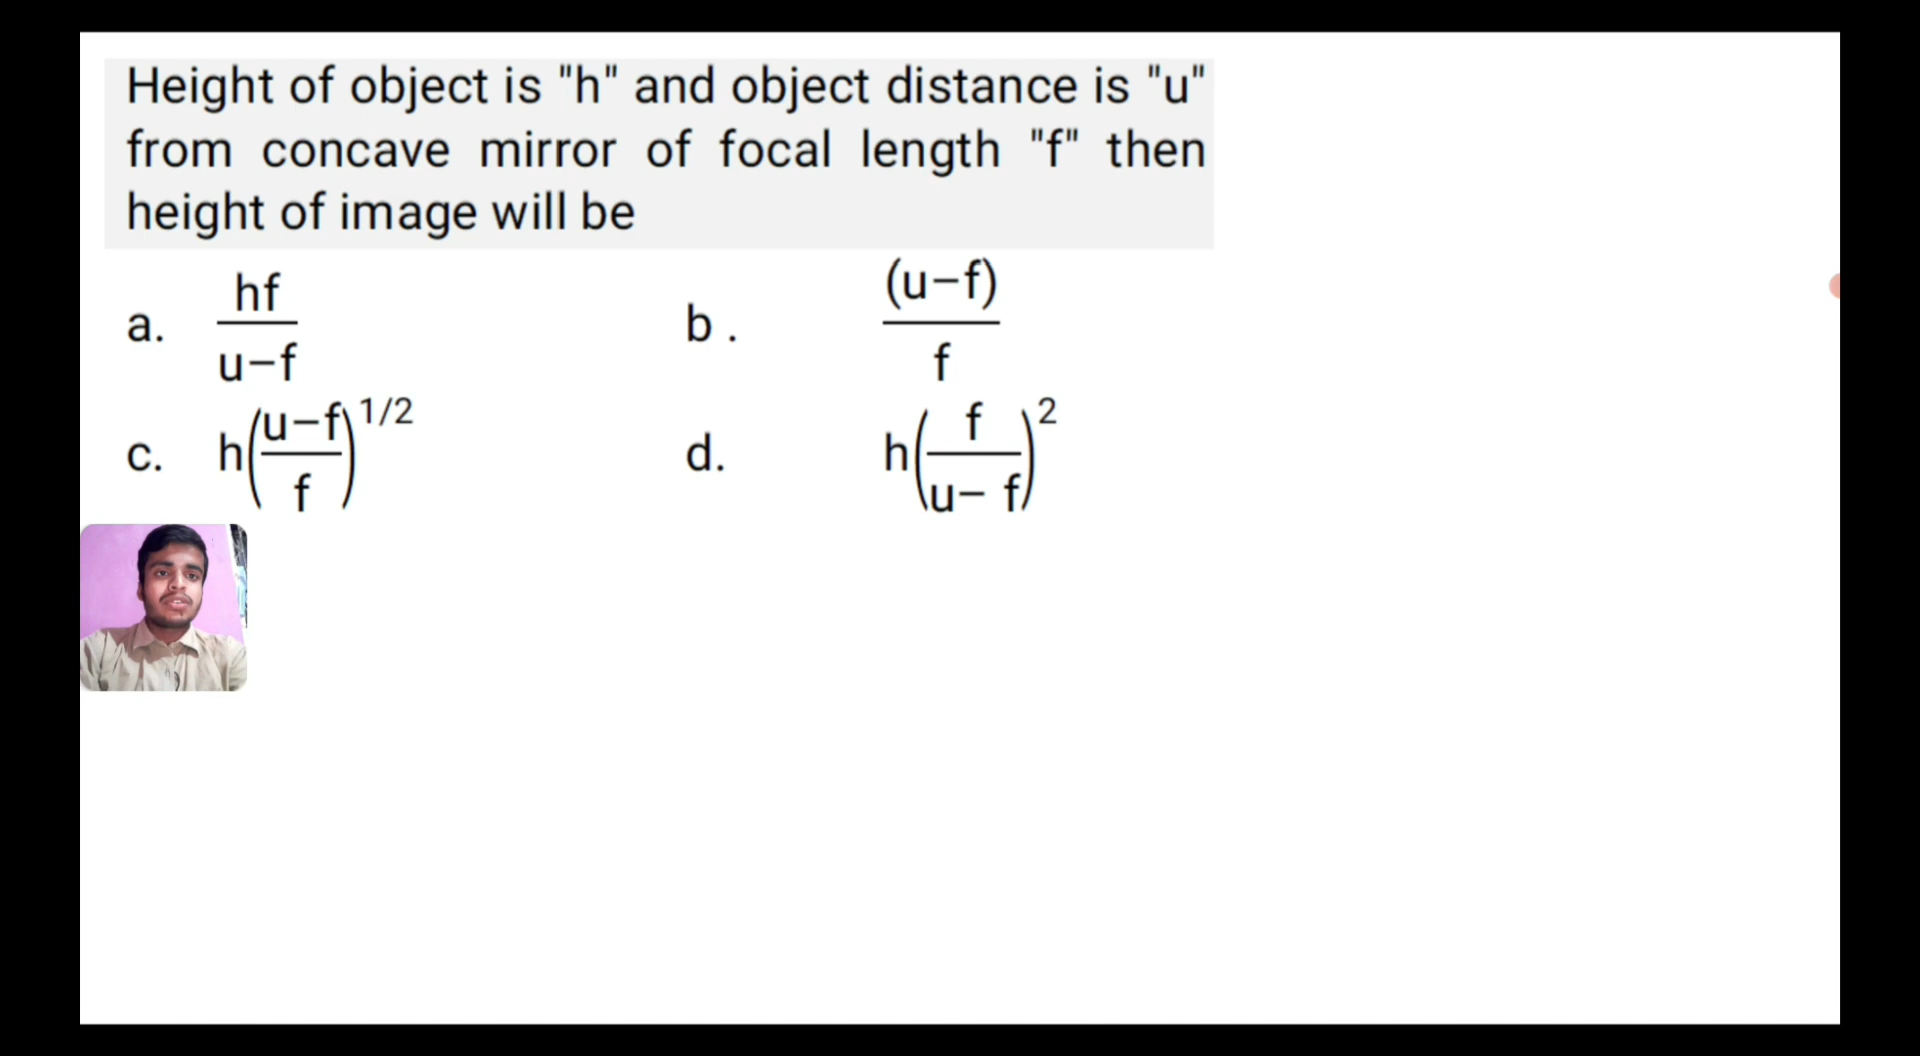 Height of object is "h" and object distance is "u"
from concave mirror of focal length "f" then
height of image will be
a. hf/(u−f)
b . (u−f)/f
c. h((u−f)/f)^1/2
d. h(f/(u− f))^2